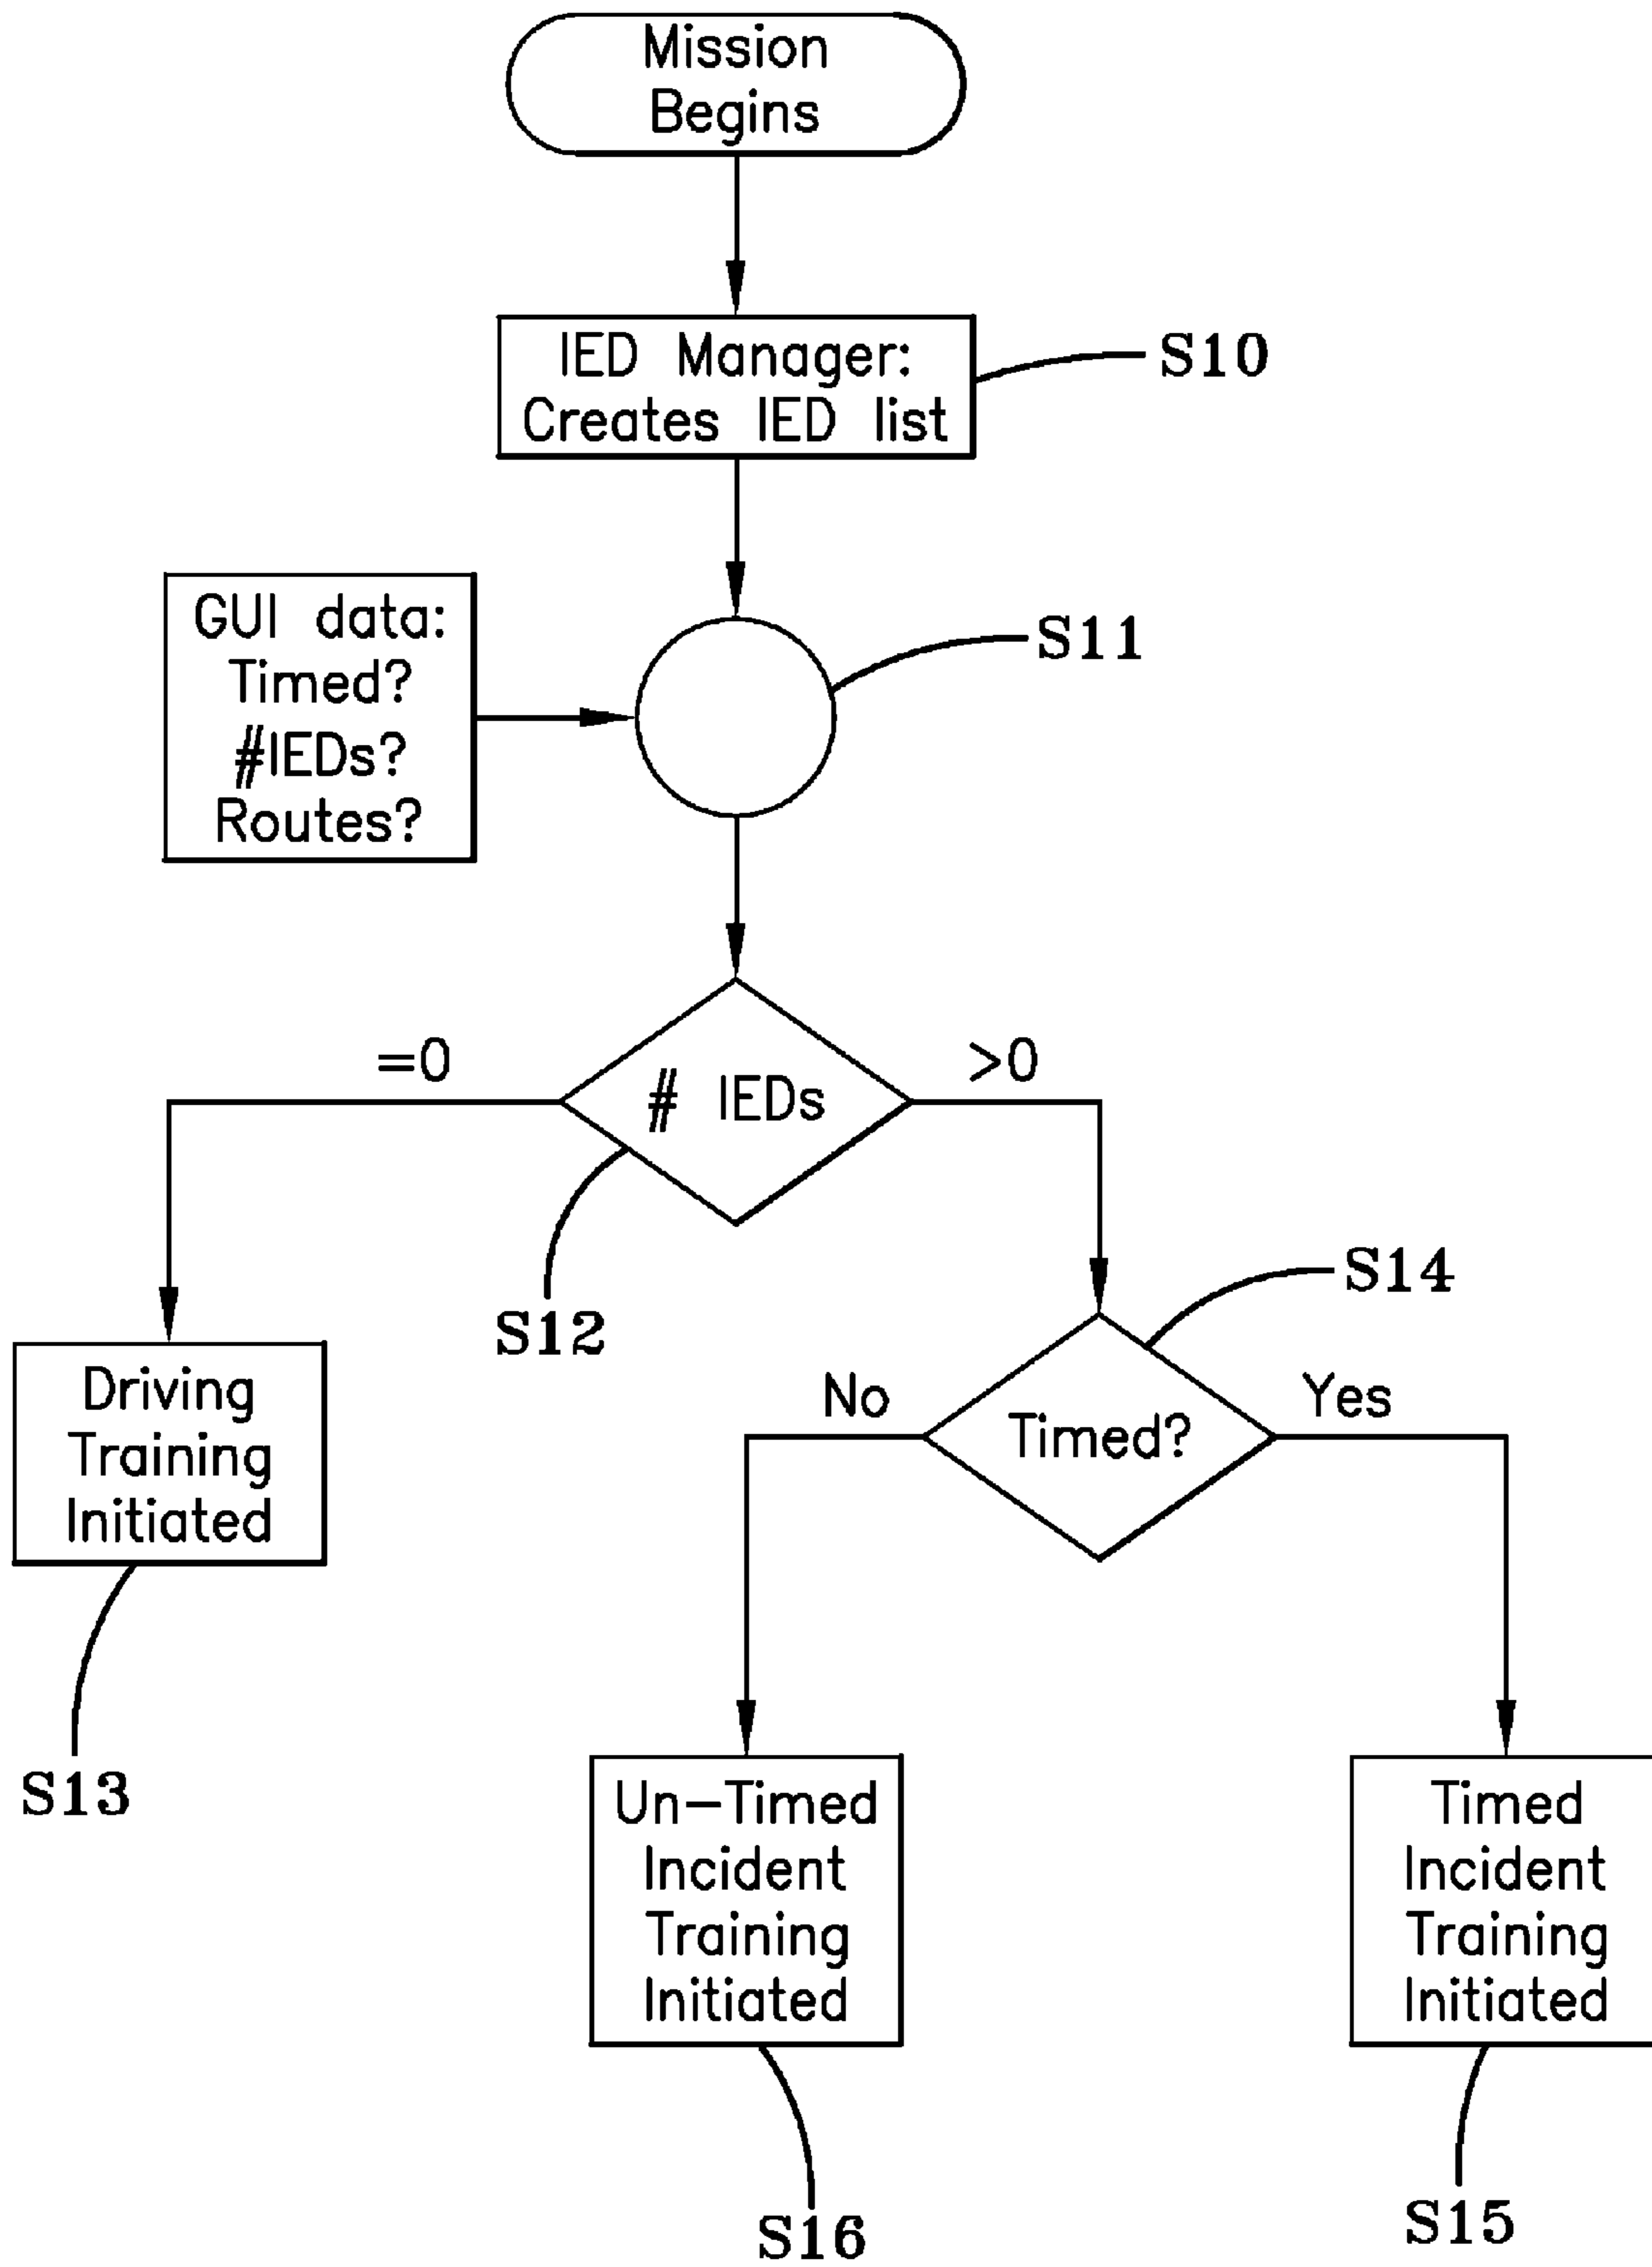 Mission
Begins
IED Manager:
Creates IED list
S10
GUI data:
Timed?
#IEDs?
Routes?
S11
=0
# IEDs
>0
S12
S14
Driving
Training
Initiated
No
Timed?
Yes
S13
Un-Timed
Incident
Training
Initiated
Timed
Incident
Training
Initiated
S16
S15